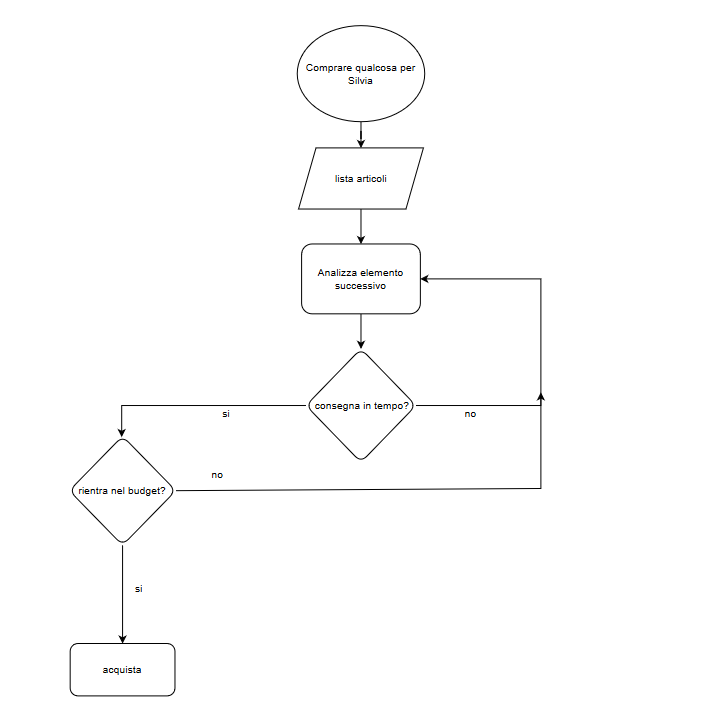 Comprare qualcosa per
Silvia
lista articoli
Analizza elemento
successivo
consegna in tempo?
si
no
rientra nel budget?
no
si
acquista